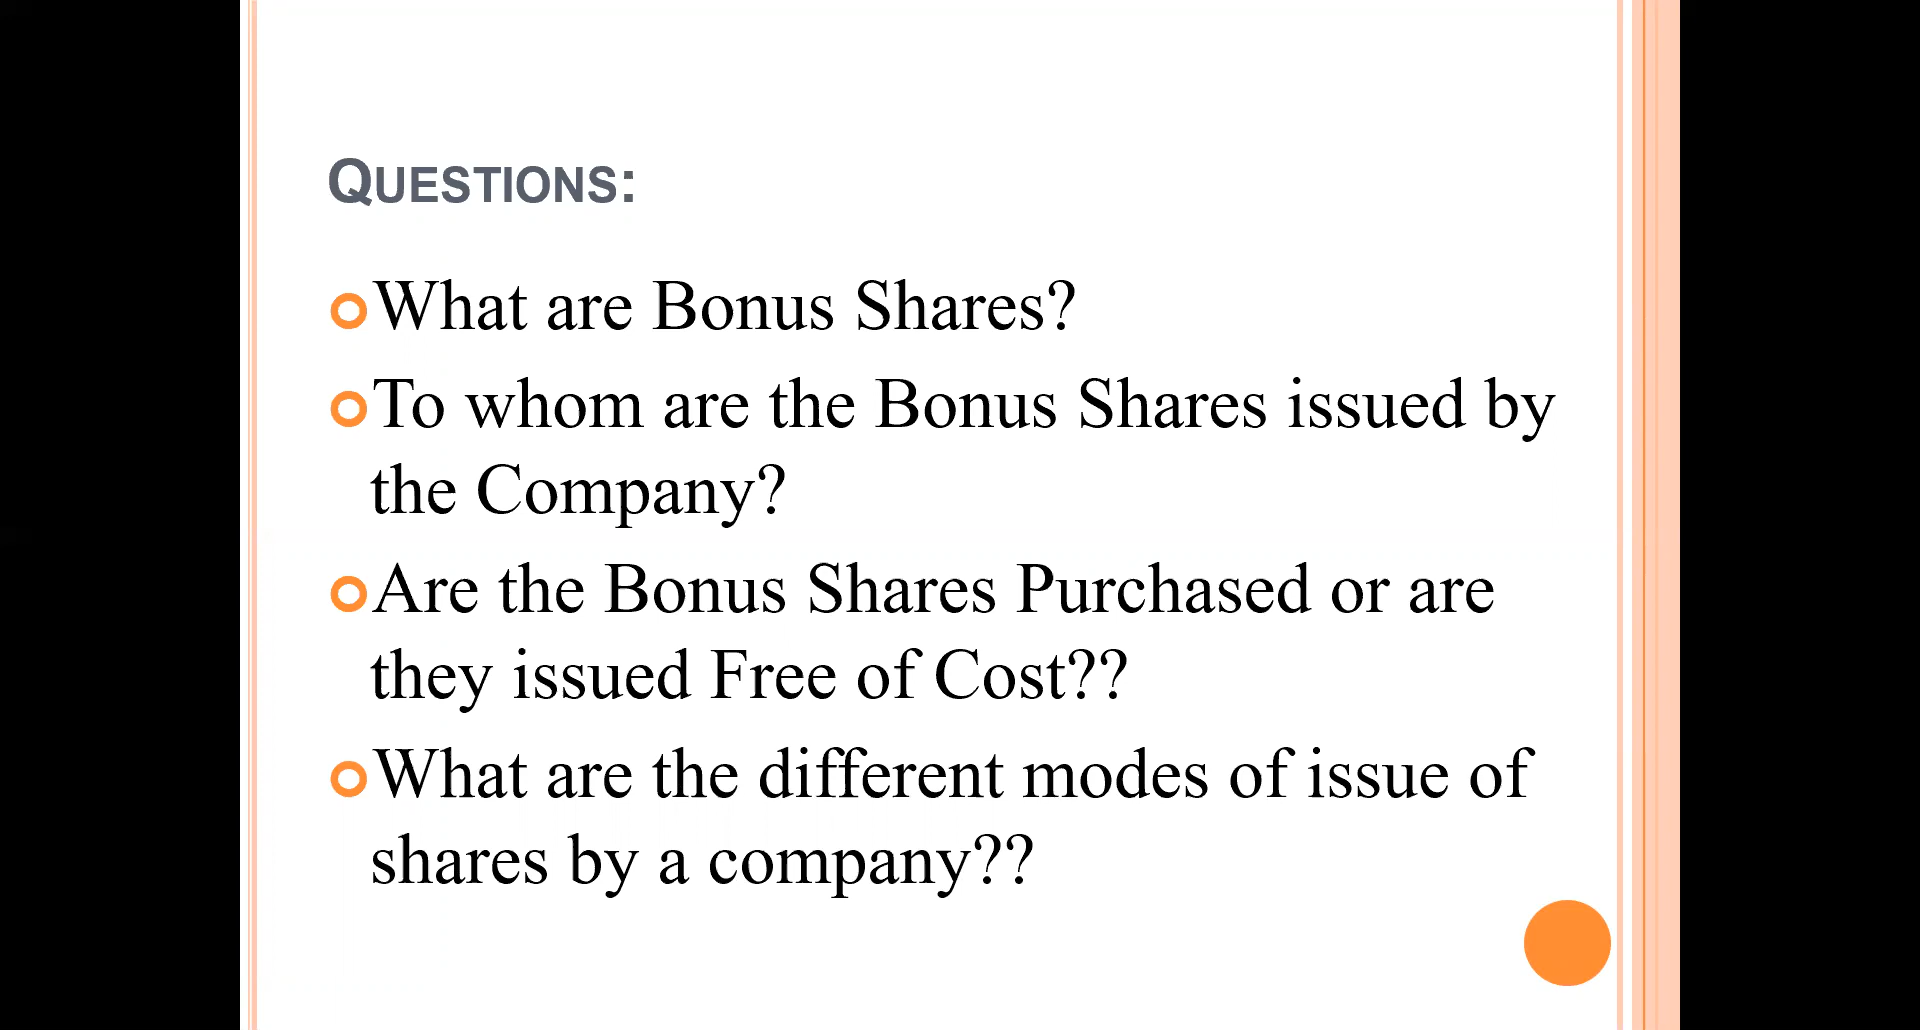 QUESTIONS:
What are Bonus Shares?
To whom are the Bonus Shares issued by
the Company?
Are the Bonus Shares Purchased or are
they issued Free of Cost??
What are the different modes of issue of
shares by a company??